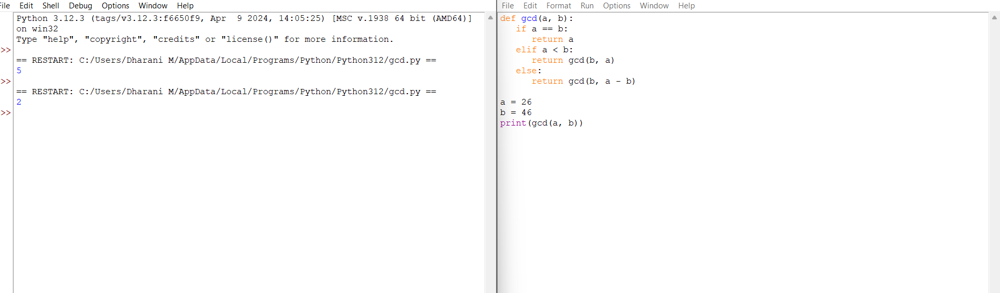 File Edit Shell Debug Options Window Help
Python 3.12.3 (tags/v3.12.3:f6650f9, Apr  9 2024, 14:05:25) [MSC v.1938 64 bit (AMD64)]
on win32
Type "help", "copyright", "credits" or "license()" for more information.
>>
== RESTART: C:/Users/Dharani M/AppData/Local/Programs/Python/Python312/gcd.py ==
5
>>
== RESTART: C:/Users/Dharani M/AppData/Local/Programs/Python/Python312/gcd.py ==
2
>>
File Edit Format Run Options Window Help
def gcd(a, b):
   if a == b:
      return a
   elif a < b:
      return gcd(b, a)
   else:
      return gcd(b, a - b)

a = 26
b = 46
print(gcd(a, b))